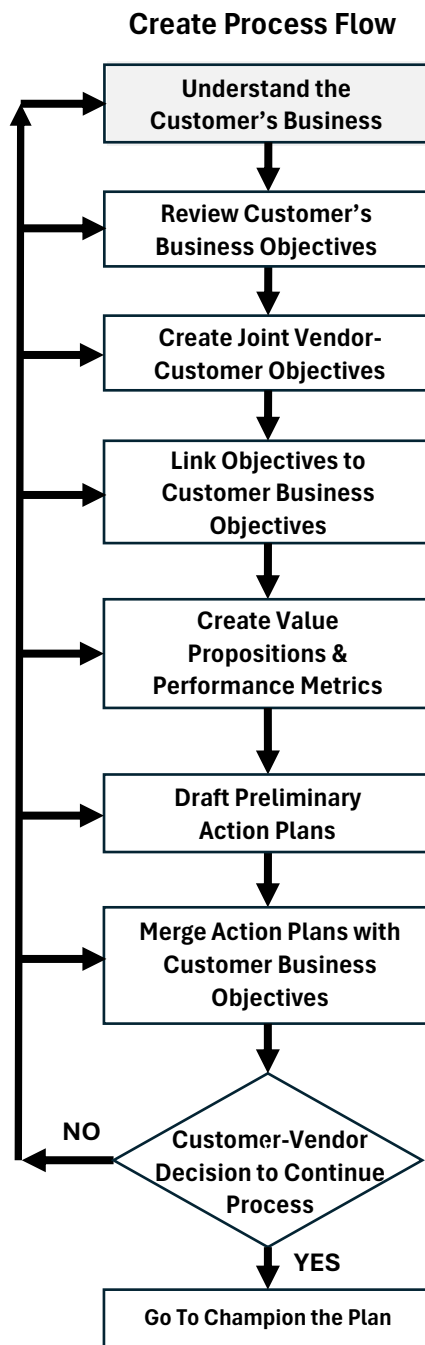 Create Process Flow
Understand the
Customer's Business
Review Customer's
Business Objectives
Create Joint Vendor-
Customer Objectives
Link Objectives to
Customer Business
Objectives
Create Value
Propositions &
Performance Metrics
Draft Preliminary
Action Plans
Merge Action Plans with
Customer Business
Objectives
NO
Customer-Vendor
Decision to Continue
Process
YES
Go To Champion the Plan